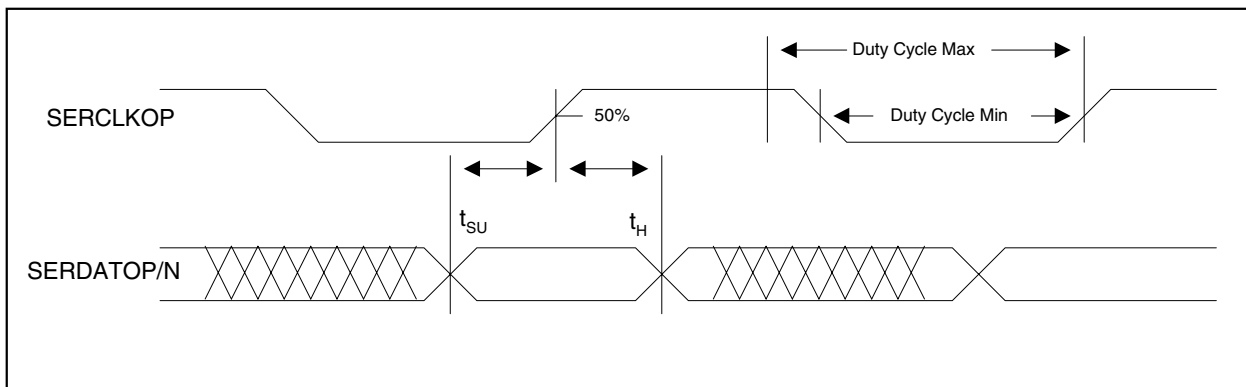 Duty Cycle Max
SERCLKOP
50%
Duty Cycle Min
tSU
tH
SERDATOP/N